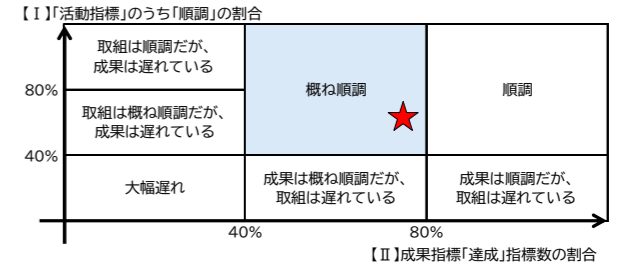 【Ⅰ】「活動指標」のうち「順調」の割合
取組は順調だが、
成果は遅れている
80%
取組は概ね順調だが、
成果は遅れている
概ね順調
順調
40%
大幅遅れ
成果は概ね順調だが、
取組は遅れている
成果は順調だが、
取組は遅れている
40%
80%
【Ⅱ】成果指標「達成」指標数の割合